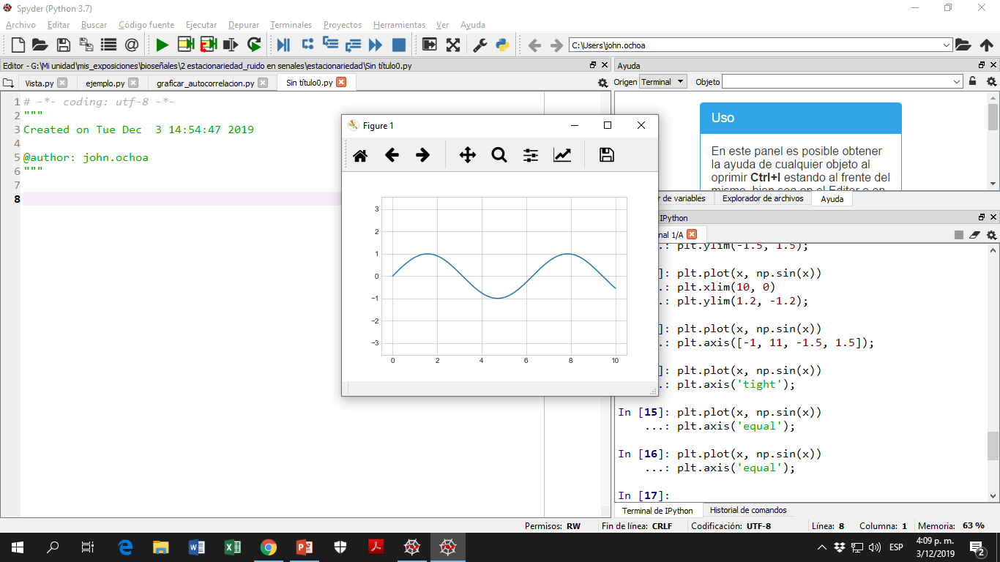 Spyder (Python 3.7)
Archivo Editar Buscar Código fuente Ejecutar Depurar Terminales Proyectos Herramientas Ver Ayuda
C:\Users\john.ochoa
Editor - G:\Mi unidad\mis_exposiciones\bioseñales\2 estacionariedad_ruido en senales\estacionariedad\Sin título0.py
Vista.py ejemplo.py graficar_autocorrelacion.py Sin título0.py
1 # -*- coding: utf-8 -*-
2 """
3 Created on Tue Dec  3 14:54:47 2019
4
5 @author: john.ochoa
6 """
7
8
Figure 1
3
2
1
0
−1
−2
−3
0 2 4 6 8 10
Ayuda
Origen Terminal Objeto
Uso
En este panel es posible obtener
la ayuda de cualquier objeto al
oprimir Ctrl+I estando al frente del
mismo, bien sea en el Editor o en
r de variables Explorador de archivos Ayuda
IPython
nal 1/A
.: plt.ylim(-1.5, 1.5);
]: plt.plot(x, np.sin(x))
.: plt.xlim(10, 0)
.: plt.ylim(1.2, -1.2);
]: plt.plot(x, np.sin(x))
.: plt.axis([-1, 11, -1.5, 1.5]);
]: plt.plot(x, np.sin(x))
.: plt.axis('tight');
In [15]: plt.plot(x, np.sin(x))
...: plt.axis('equal');
In [16]: plt.plot(x, np.sin(x))
...: plt.axis('equal');
In [17]:
Terminal de IPython Historial de comandos
Permisos: RW Fin de línea: CRLF Codificación: UTF-8 Línea: 8 Columna: 1 Memoria: 63 %
ESP
4:09 p. m.
3/12/2019
2